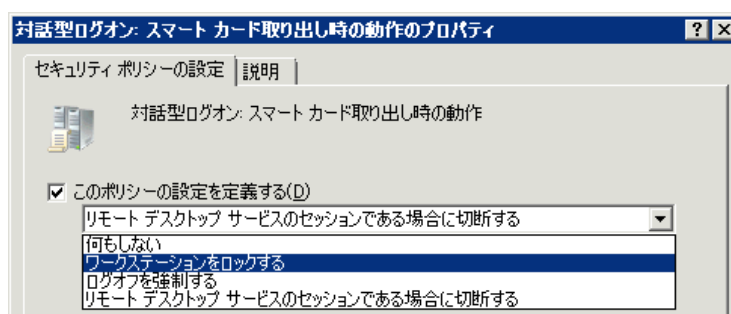 対話型ログオン: スマート カード取り出し時の動作のプロパティ ? ×
セキュリティ ポリシーの設定 説明
対話型ログオン: スマート カード取り出し時の動作
このポリシーの設定を定義する(D)
リモート デスクトップ サービスのセッションである場合に切断する
何もしない
ワークステーションをロックする
ログオフを強制する
リモート デスクトップ サービスのセッションである場合に切断する